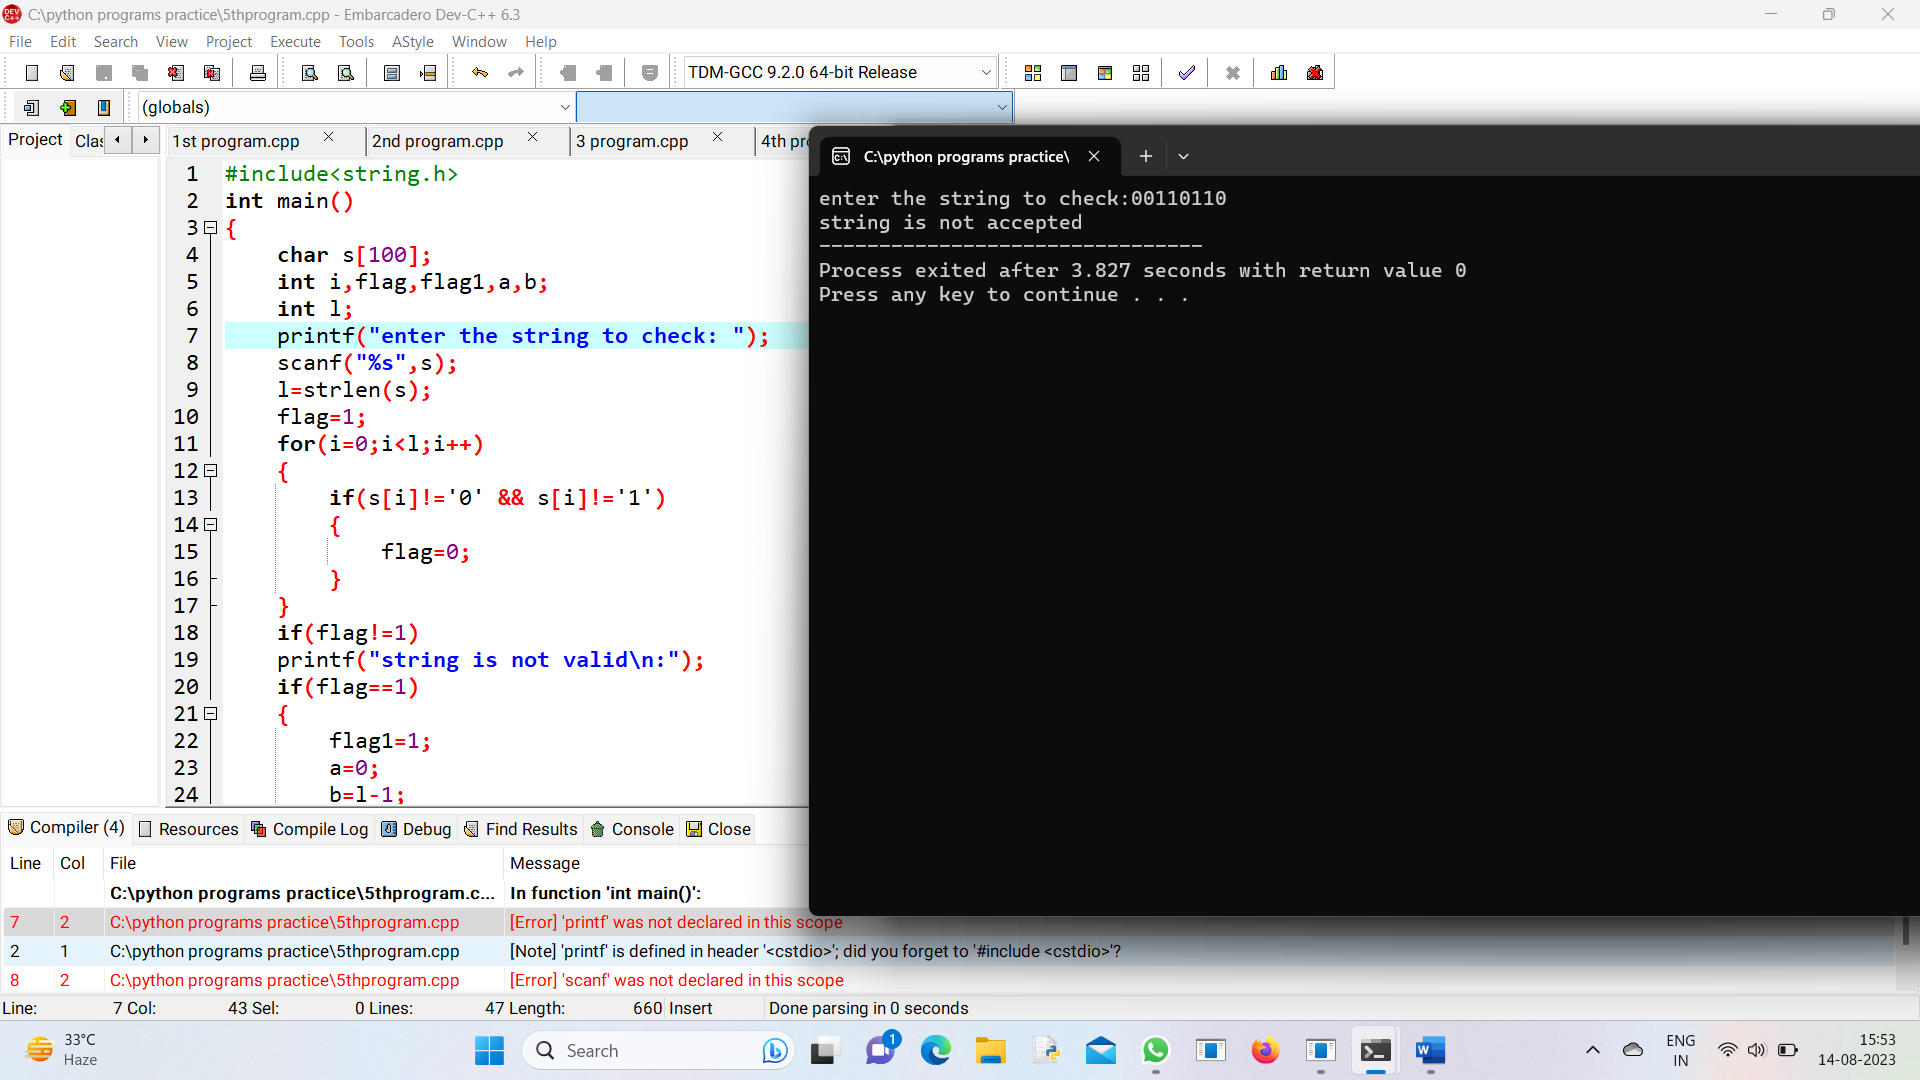 C:\python programs practice\5thprogram.cpp - Embarcadero Dev-C++ 6.3
File Edit Search View Project Execute Tools AStyle Window Help
TDM-GCC 9.2.0 64-bit Release
(globals)
Project Clas 1st program.cpp 2nd program.cpp 3 program.cpp 4th pr
1 #include<string.h>
2 int main()
3 {
4 char s[100];
5 int i,flag,flag1,a,b;
6 int l;
7 printf("enter the string to check: ");
8 scanf("%s",s);
9 l=strlen(s);
10 flag=1;
11 for(i=0;i<l;i++)
12 {
13 if(s[i]!='0' && s[i]!='1')
14 {
15 flag=0;
16 }
17 }
18 if(flag!=1)
19 printf("string is not valid\n:");
20 if(flag==1)
21 {
22 flag1=1;
23 a=0;
24 b=l-1;
C:\python programs practice\
enter the string to check:00110110
string is not accepted
--------------------------------
Process exited after 3.827 seconds with return value 0
Press any key to continue . . .
Compiler (4) Resources Compile Log Debug Find Results Console Close
Line Col File Message
C:\python programs practice\5thprogram.c... In function 'int main()':
7 2 C:\python programs practice\5thprogram.cpp [Error] 'printf' was not declared in this scope
2 1 C:\python programs practice\5thprogram.cpp [Note] 'printf' is defined in header '<cstdio>'; did you forget to '#include <cstdio>'?
8 2 C:\python programs practice\5thprogram.cpp [Error] 'scanf' was not declared in this scope
Line: 7 Col: 43 Sel: 0 Lines: 47 Length: 660 Insert Done parsing in 0 seconds
33°C
Haze
Search
1
ENG
IN
15:53
14-08-2023